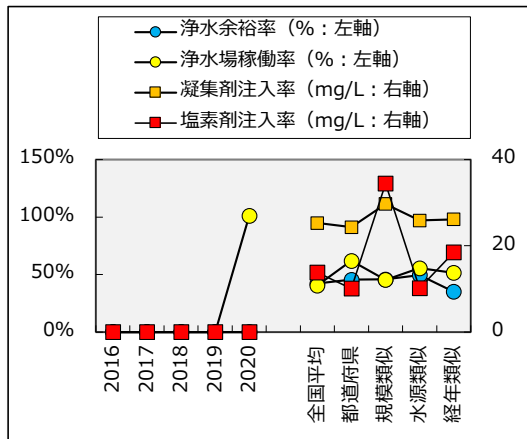 浄水余裕率（%：左軸）
浄水場稼働率（%：左軸）
凝集剤注入率（mg/L：右軸）
塩素剤注入率（mg/L：右軸）
150%
100%
50%
0%
40
20
0
2016
2017
2018
2019
2020
全国平均
都道府県
規模類似
水源類似
経年類似